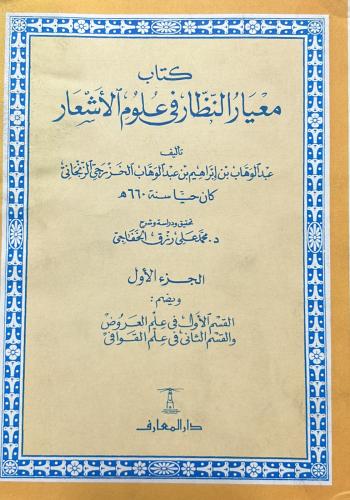 كتاب
معيار النظار في علوم الأشعار
تأليف
عبد الوهاب بن إبراهيم بن عبد الوهاب الخزرجي الزنجاني
كان حيا سنة ٦٦٠ هـ
تحقيق ودراسة وشرح
د. محمد علي رزق الخفاجي
الجزء الأول
ويضم :
القسم الأول في علم العروض
والقسم الثاني في علم القوافي
دار المعارف